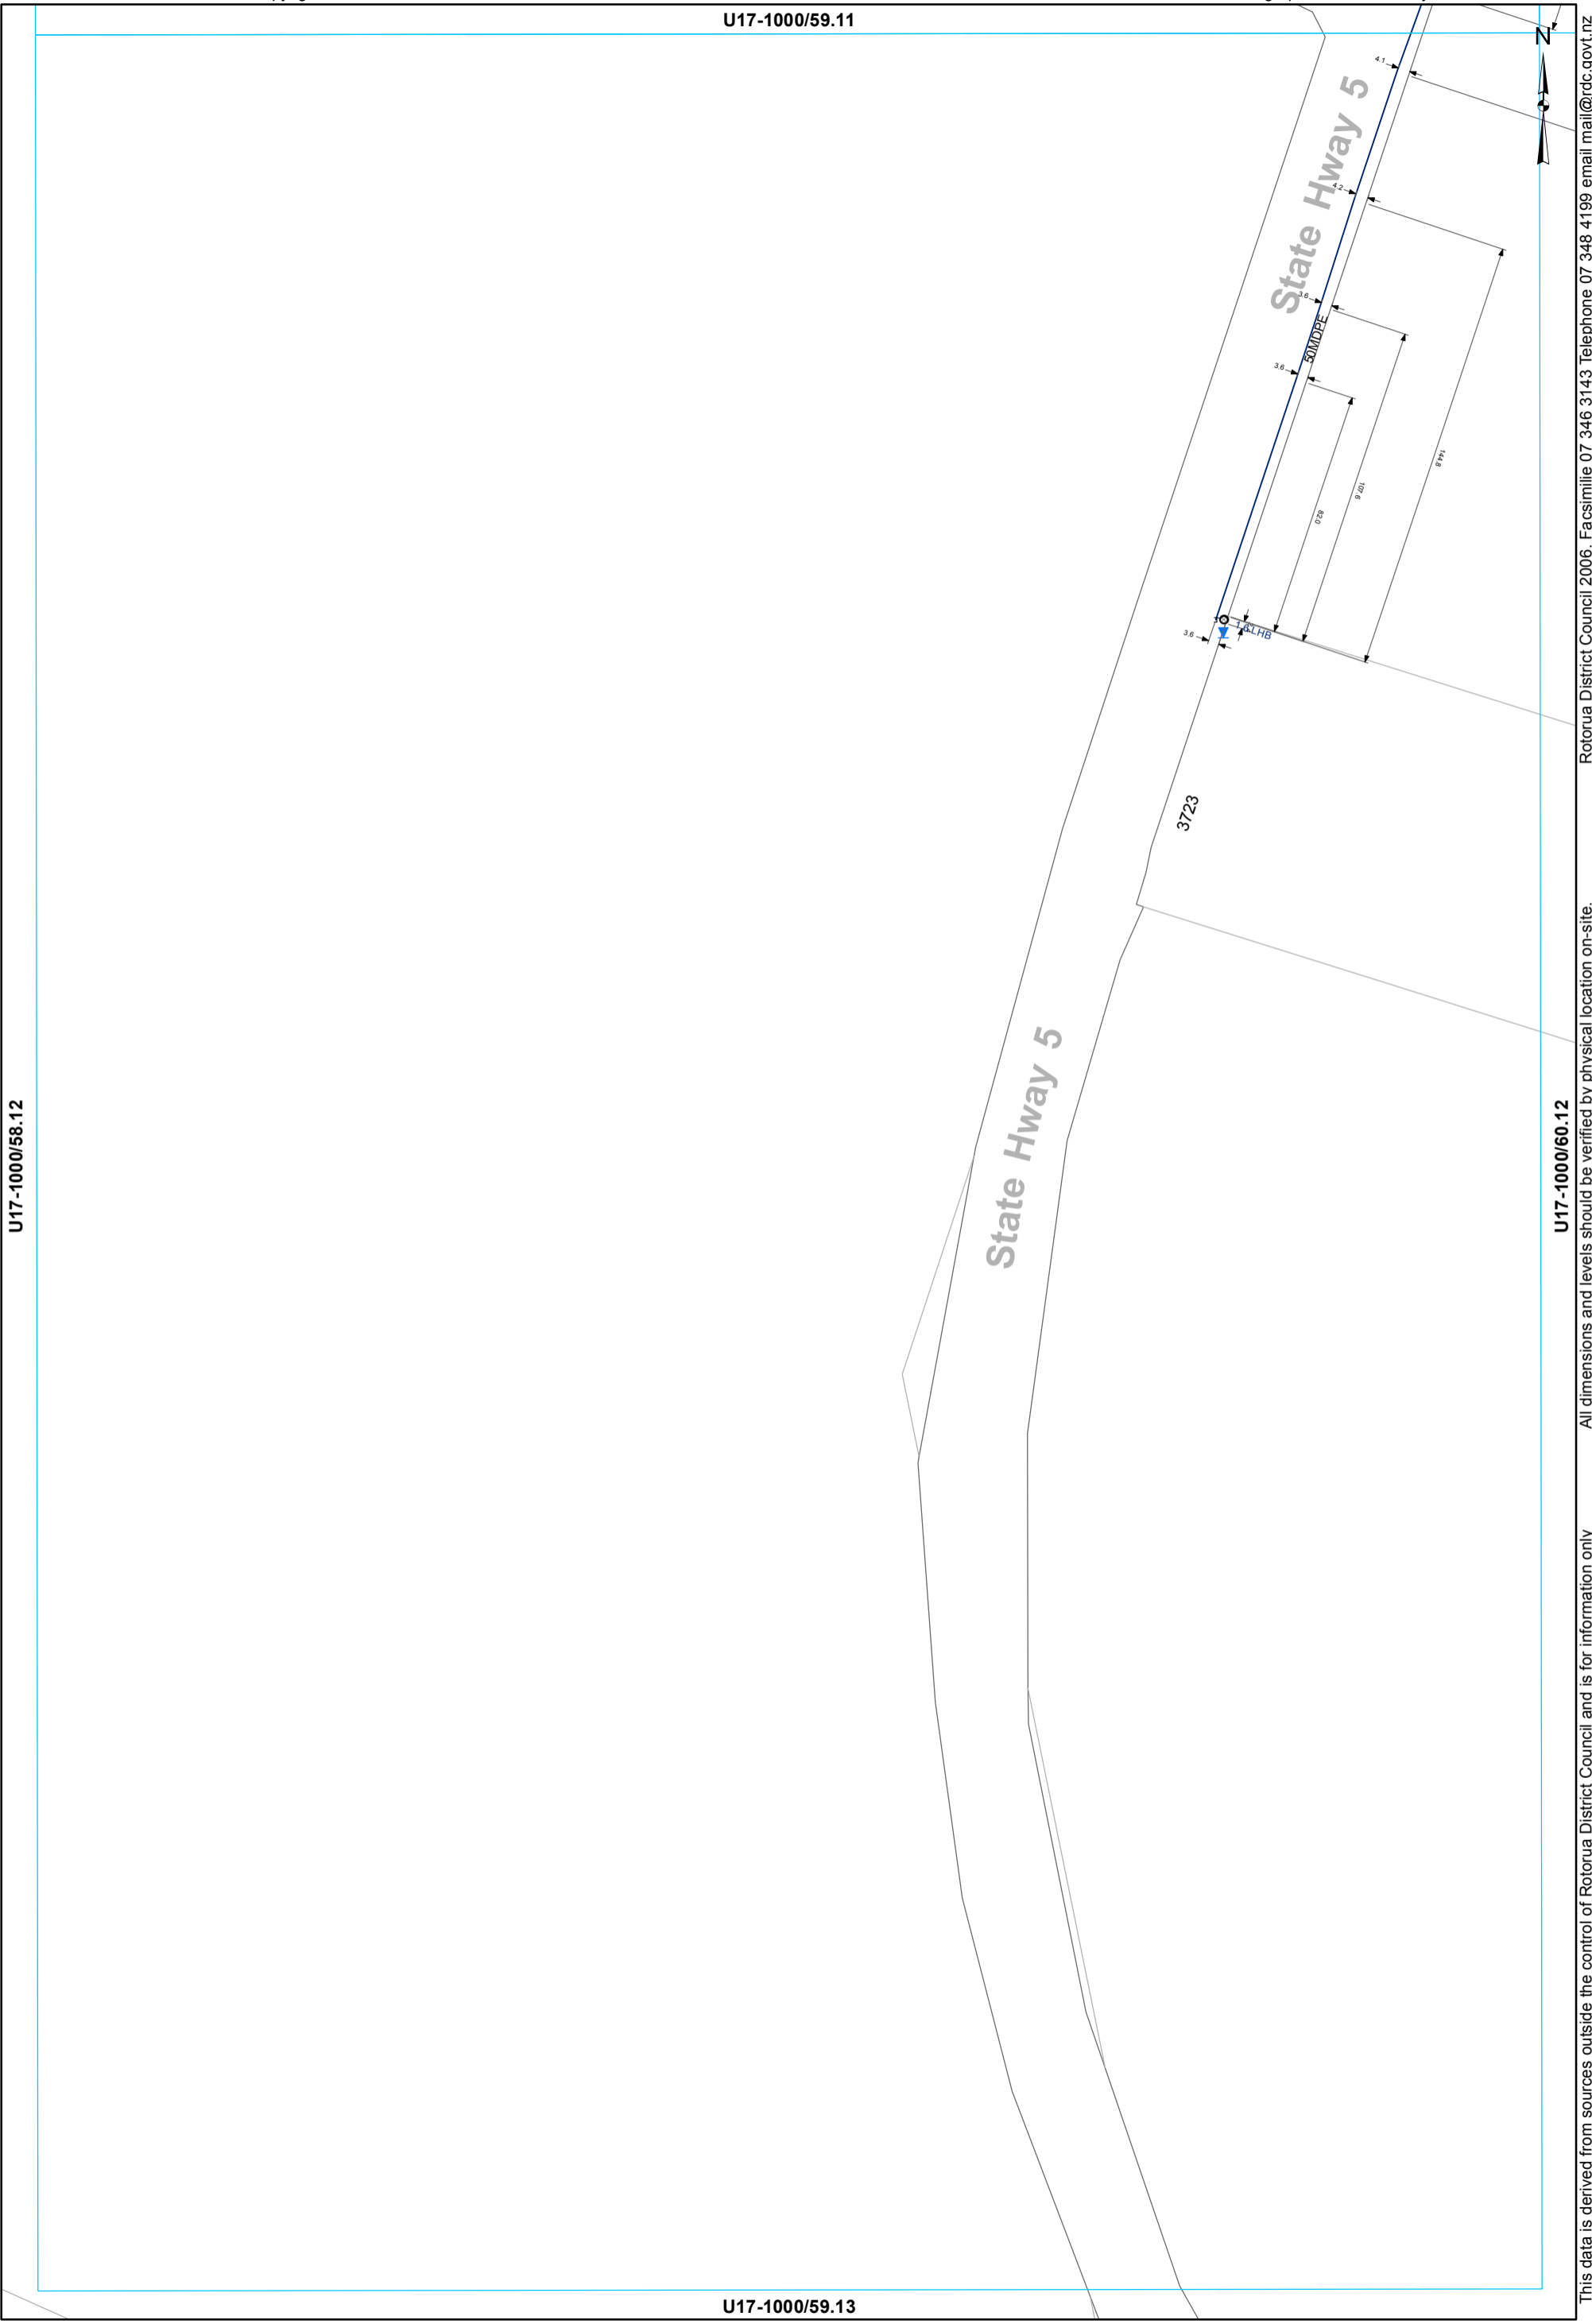 U17-1000/59.11
N
4.1
State Hway 5
4.2
3.6
50MDPE
3.6
144.8
107.6
82.0
LHB
3.6
3723
State Hway 5
U17-1000/58.12
U17-1000/60.12
U17-1000/59.13
Rotorua District Council 2006. Facsimilie 07 346 3143 Telephone 07 348 4199 email mail@rdc.govt.nz
All dimensions and levels should be verified by physical location on-site.
This data is derived from sources outside the control of Rotorua District Council and is for information only